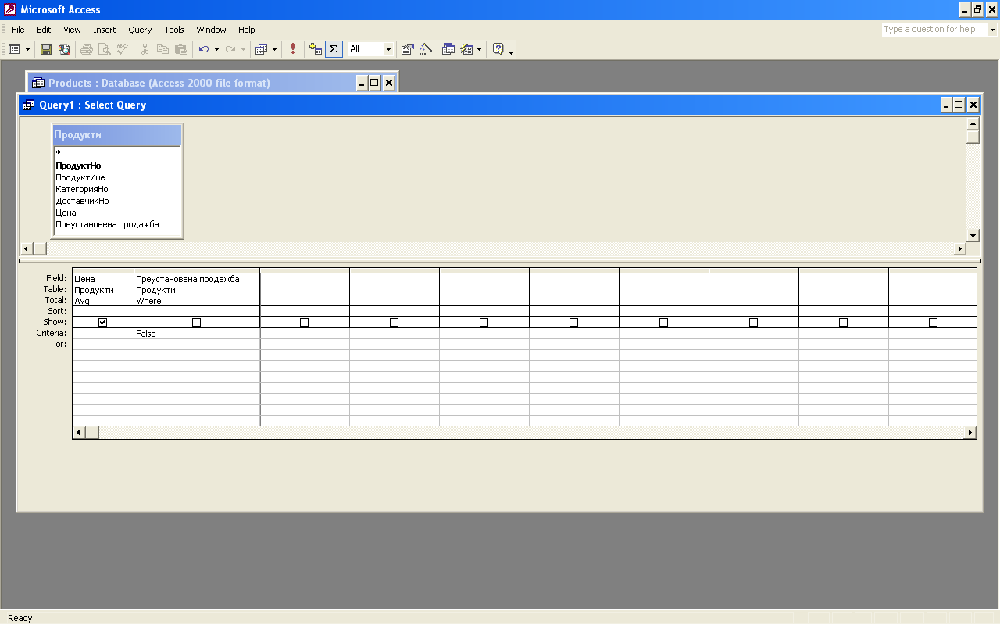 Microsoft Access
File Edit View Insert Query Tools Window Help
Type a question for help
All
Products : Database (Access 2000 file format)
Query1 : Select Query
Продукти
*
ПродуктНо
ПродуктИме
КатегорияНо
ДоставчикНо
Цена
Преустановена продажба
Field: Цена Преустановена продажба
Table: Продукти Продукти
Total: Avg Where
Sort:
Show:
Criteria: False
or:
Ready